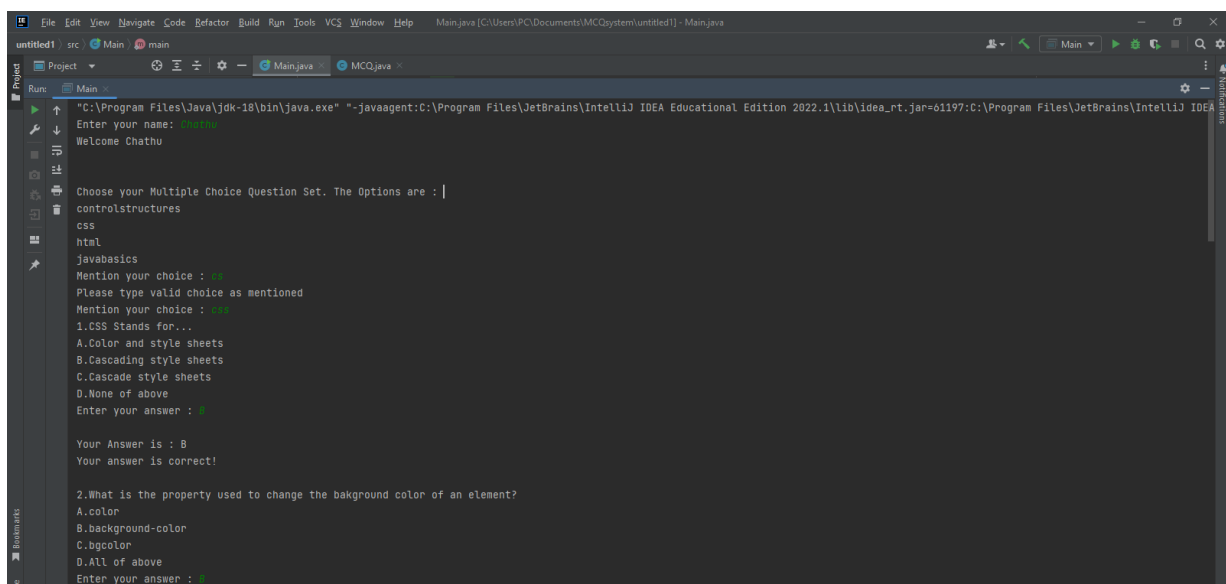 File Edit View Navigate Code Refactor Build Run Tools VCS Window Help Main.java [C:\Users\PC\Documents\MCQsystem\untitled1] - Main.java
untitled1 src Main main Main
Project Project Main.java MCQ.java
Run: Main
Notifications
"C:\Program Files\Java\jdk-18\bin\java.exe" "-javaagent:C:\Program Files\JetBrains\IntelliJ IDEA Educational Edition 2022.1\lib\idea_rt.jar=61197:C:\Program Files\JetBrains\IntelliJ IDEA
Enter your name: Chathu
Welcome Chathu
Choose your Multiple Choice Question Set. The Options are :
controlstructures
css
html
javabasics
Mention your choice : cs
Please type valid choice as mentioned
Mention your choice : css
1.CSS Stands for...
A.Color and style sheets
B.Cascading style sheets
C.Cascade style sheets
D.None of above
Enter your answer : B
Your Answer is : B
Your answer is correct!
2.What is the property used to change the bakground color of an element?
A.color
B.background-color
C.bgcolor
D.All of above
Enter your answer : B
Bookmarks